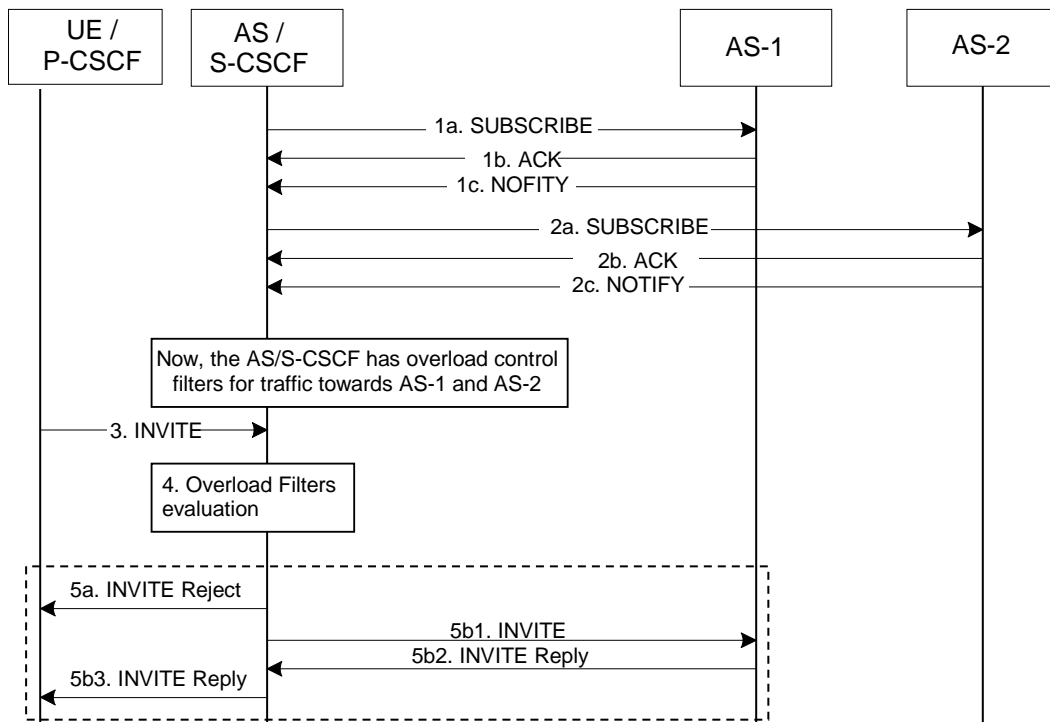 UE /
P-CSCF
AS /
S-CSCF
AS-1
AS-2
1a. SUBSCRIBE
1b. ACK
1c. NOFITY
2a. SUBSCRIBE
2b. ACK
2c. NOTIFY
Now, the AS/S-CSCF has overload control
filters for traffic towards AS-1 and AS-2
3. INVITE
4. Overload Filters
evaluation
5a. INVITE Reject
5b1. INVITE
5b2. INVITE Reply
5b3. INVITE Reply